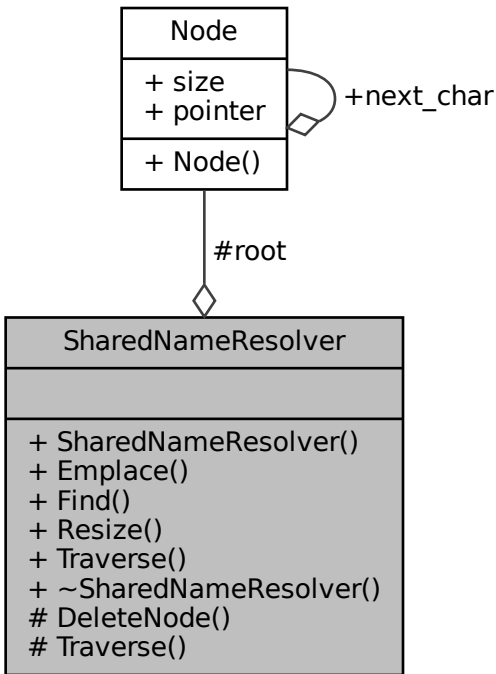 Node
+ size
+ pointer
+next_char
+ Node()
#root
SharedNameResolver
+ SharedNameResolver()
+ Emplace()
+ Find()
+ Resize()
+ Traverse()
+ ~SharedNameResolver()
# DeleteNode()
# Traverse()